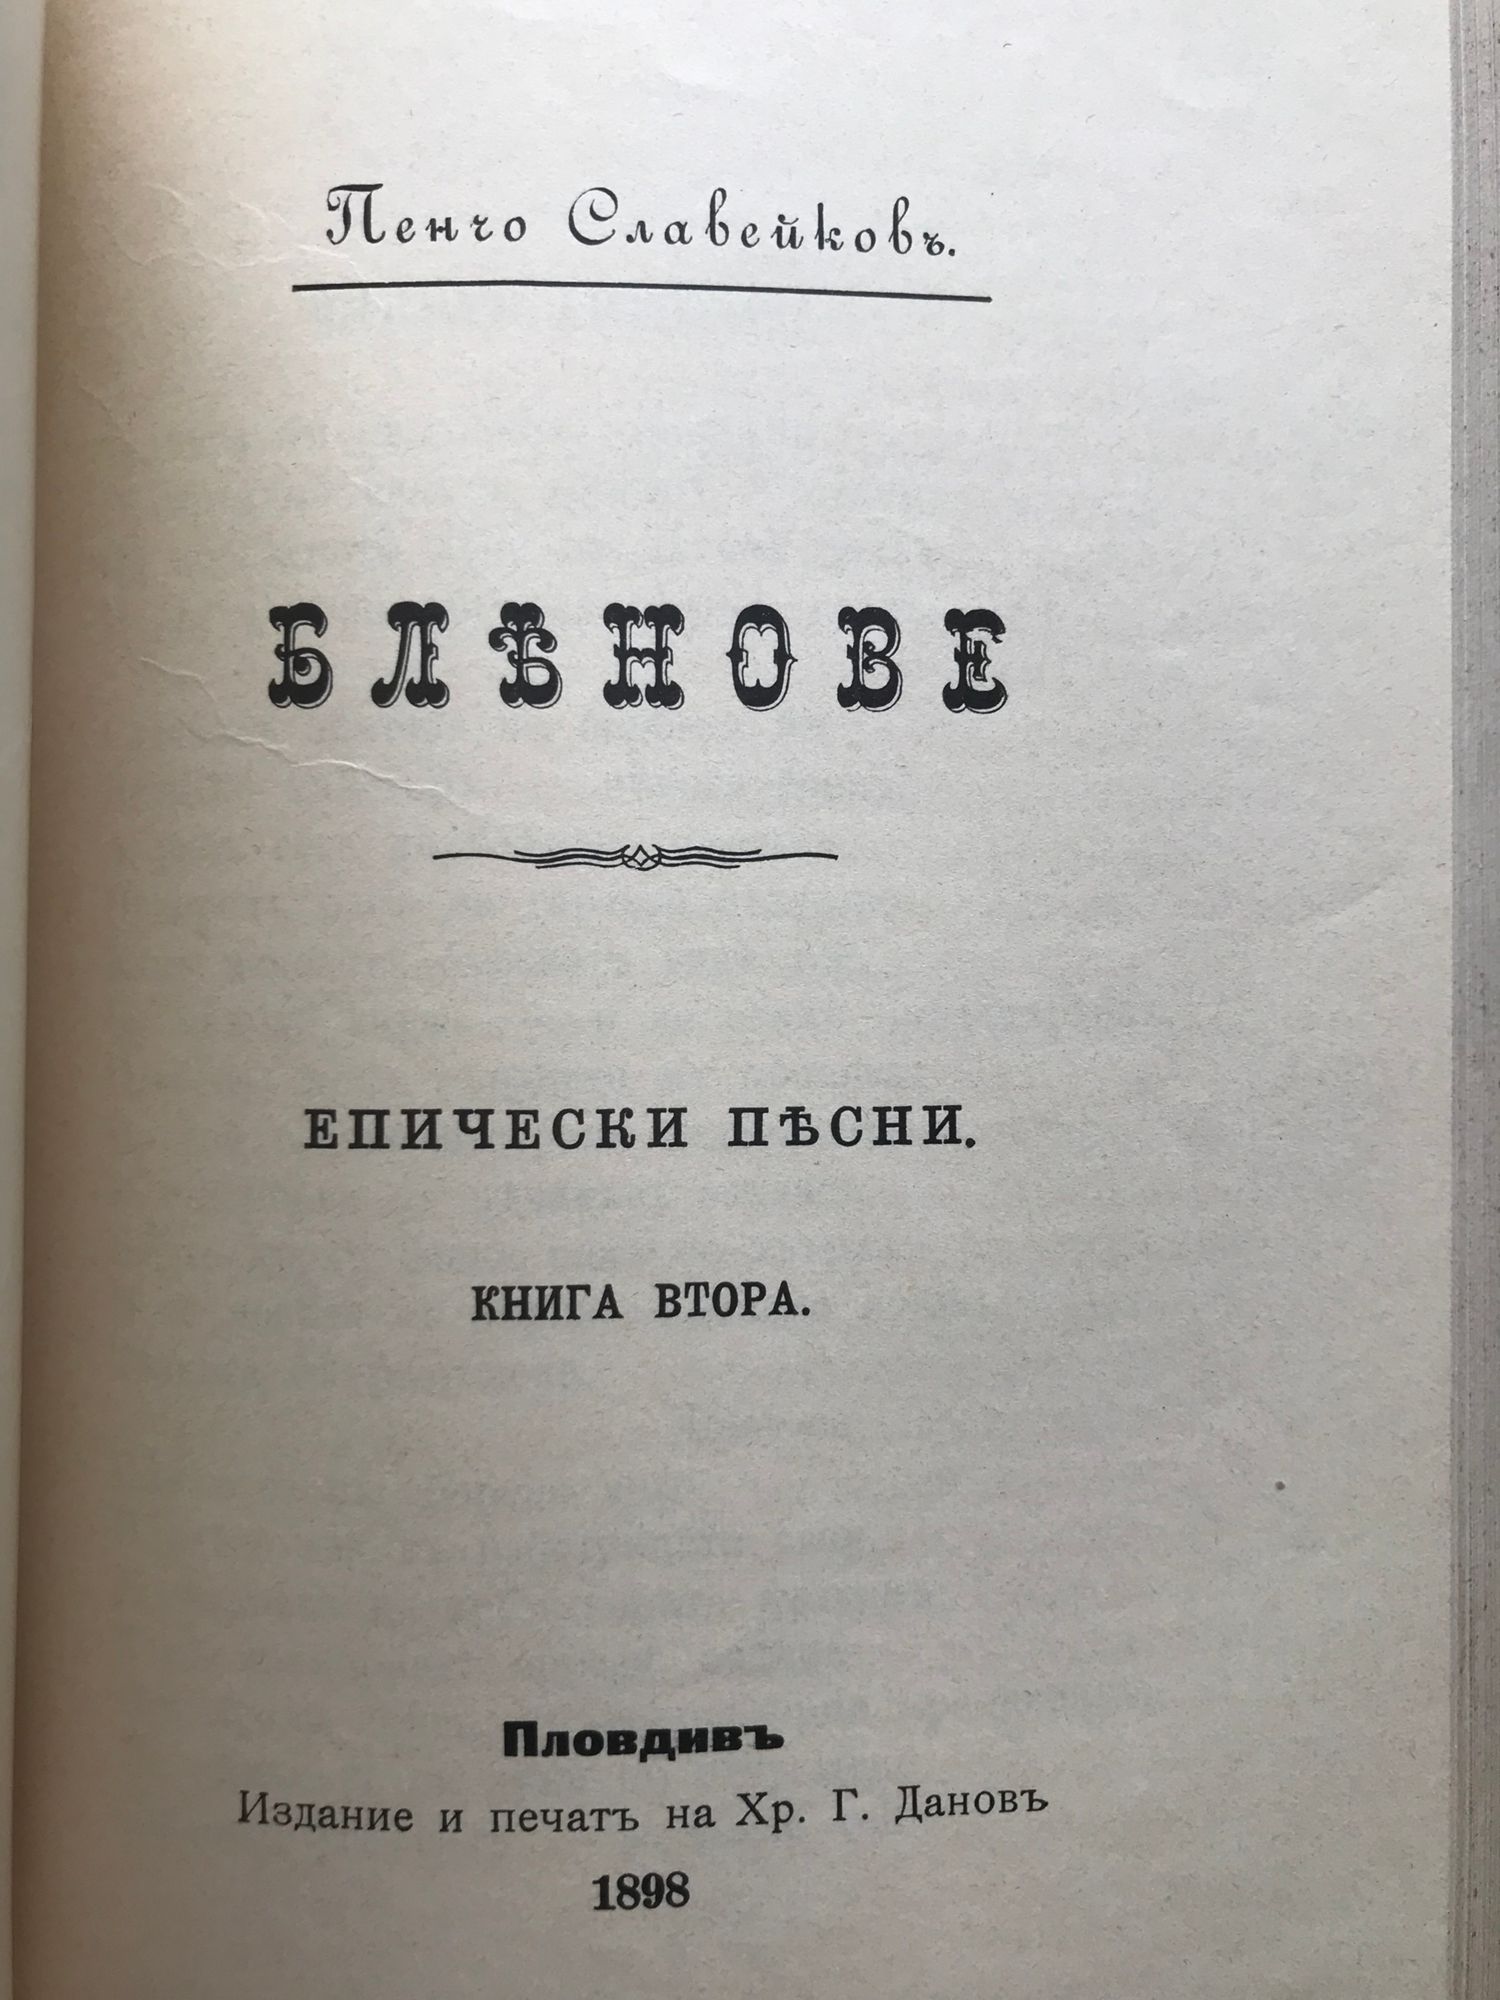 Пенчо Славейковъ.
БЛѢНОВЕ
ЕПИЧЕСКИ ПѢСНИ.
КНИГА ВТОРА.
Пловдивъ
Издание и печатъ на Хр. Г. Дановъ
1898